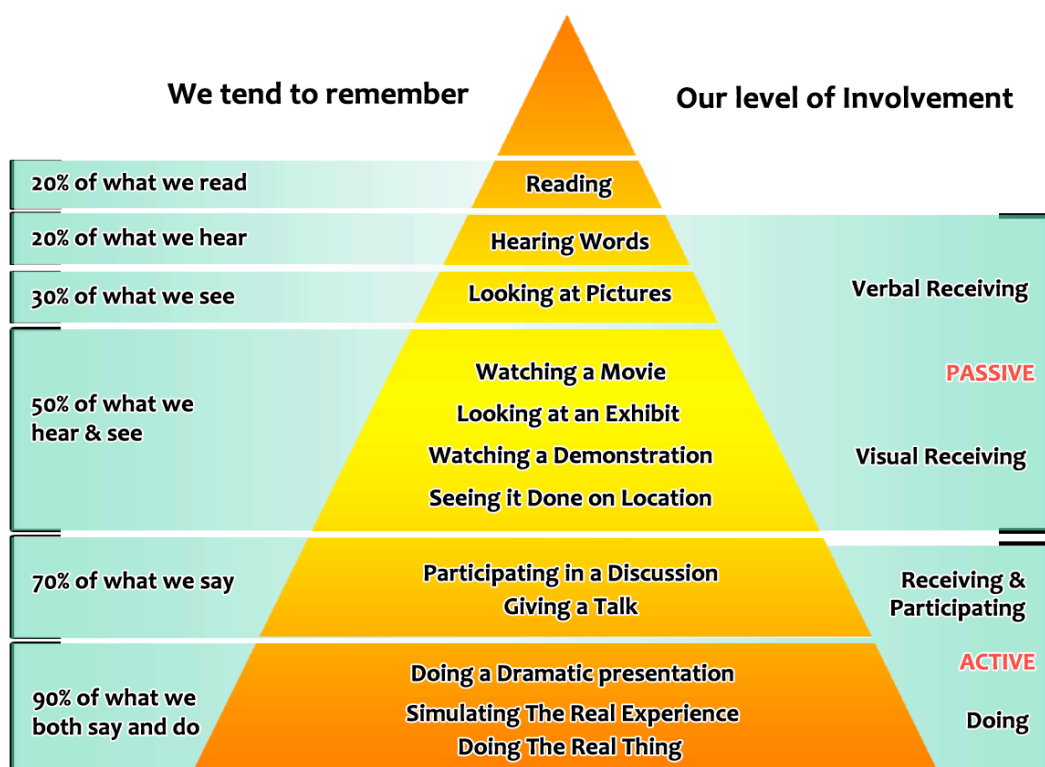 We tend to remember
Our level of Involvement
20% of what we read
Reading
20% of what we hear
Hearing Words
30% of what we see
Looking at Pictures
Verbal Receiving
50% of what we
hear & see
Watching a Movie
Looking at an Exhibit
Watching a Demonstration
Seeing it Done on Location
PASSIVE
Visual Receiving
70% of what we say
Participating in a Discussion
Giving a Talk
Receiving &
Participating
90% of what we
both say and do
Doing a Dramatic presentation
Simulating The Real Experience
Doing The Real Thing
ACTIVE
Doing